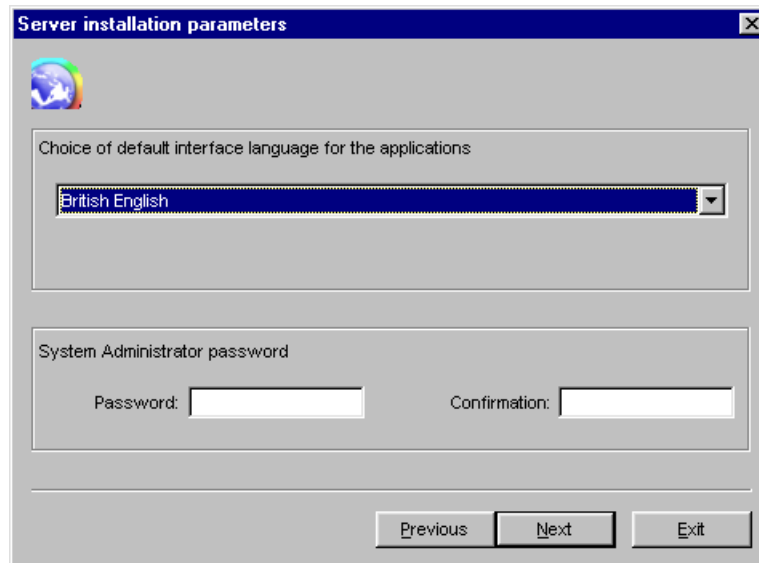 Server installation parameters
Choice of default interface language for the applications
British English
System Administrator password
Password:
Confirmation:
Previous
Next
Exit